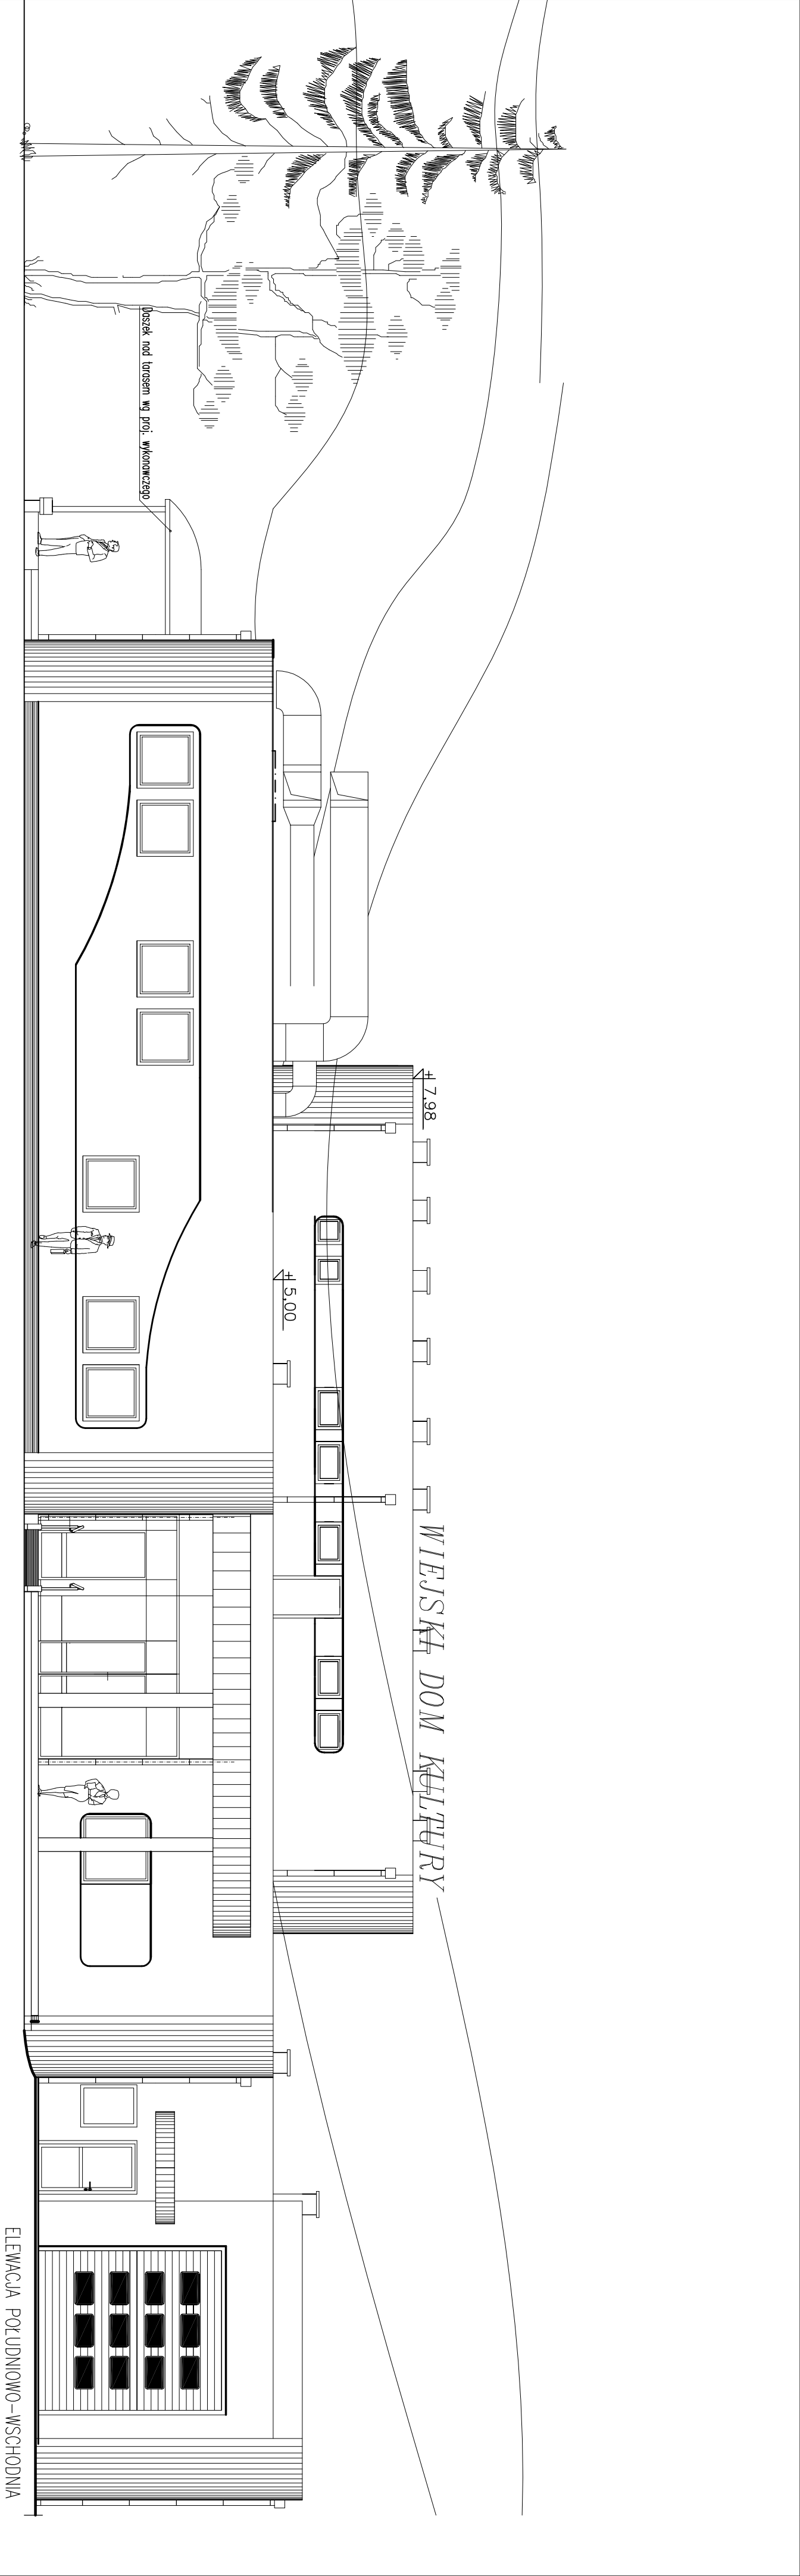 WIEJSKI DOM KULTURY
+ 7,98
+ 5,00
Daszek nad tarasem wg proj. wykonawczego
ELEWACJA POŁUDNIOWO-WSCHODNIA